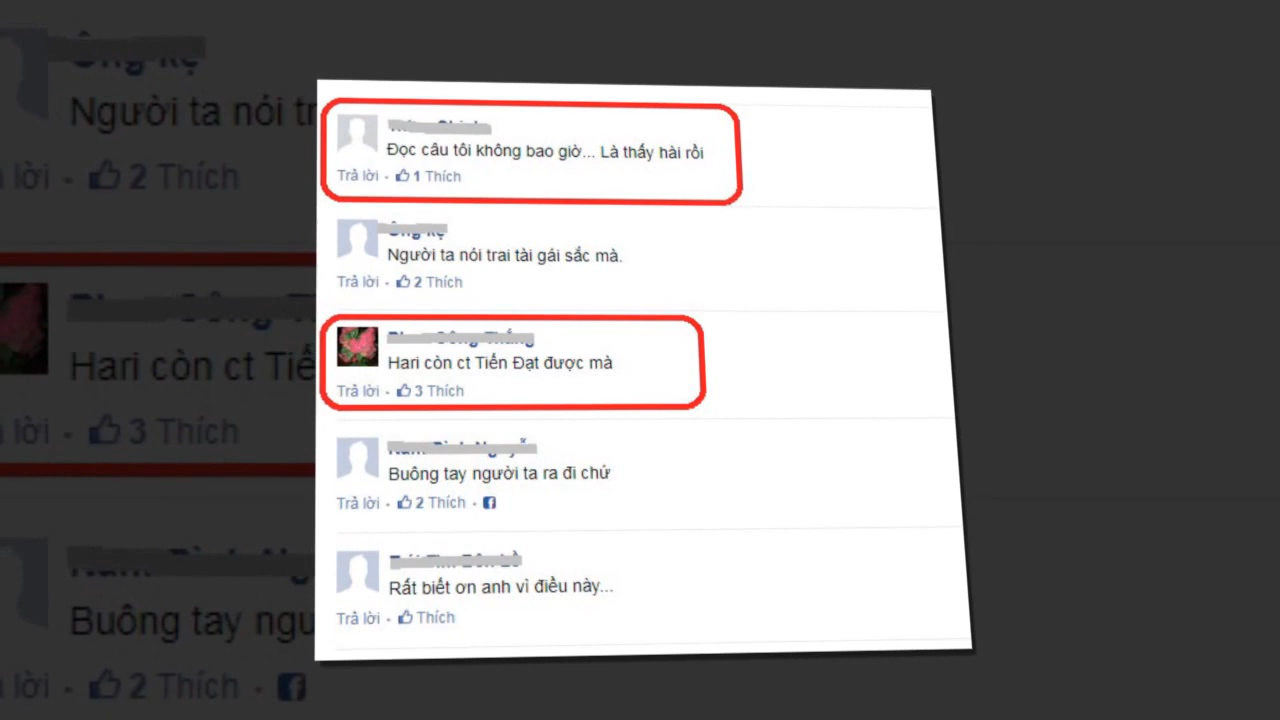 Người ta nói
lời · 2 Thích
Hari còn ct
lời · 3 Thích
Buông tay
lời · 2 Thích ·
Đọc câu tôi không bao giờ... Là thấy hài rồi
Trả lời · 1 Thích
Người ta nói trai tài gái sắc mà.
Trả lời · 2 Thích
Hari còn ct Tiến Đạt được mà
Trả lời · 3 Thích
Buông tay người ta ra đi chứ
Trả lời · 2 Thích ·
Rất biết ơn anh vì điều này...
Trả lời · Thích